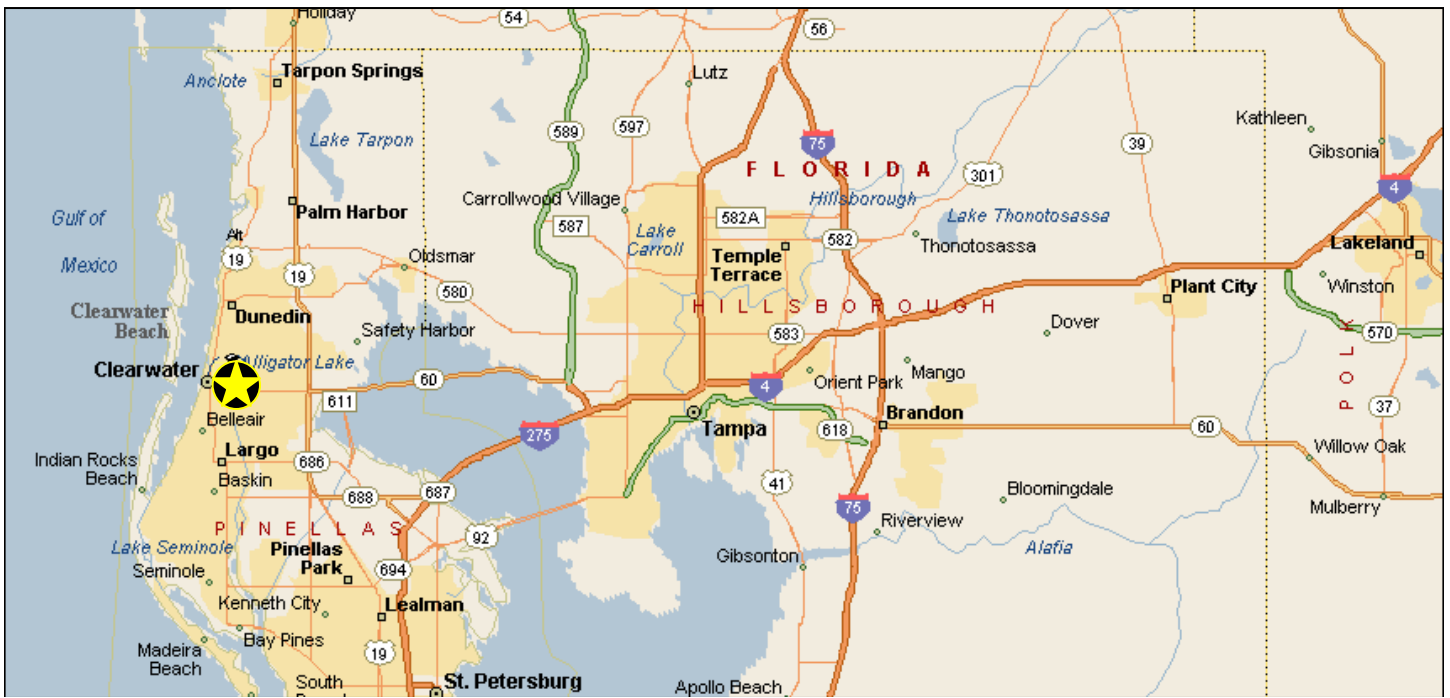 Holiday
54
56
Tarpon Springs
Anclote
Lutz
Kathleen
Gibsonia
589
597
75
39
Lake Tarpon
FLORIDA
301
4
Carrollwood Village
Hillsborough
Palm Harbor
582A
Lake Thonotosassa
Gulf of
Mexico
587
Lake
Carroll
582
Thonotosassa
Lakeland
Alt
19
19
Oldsmar
Temple
Terrace
580
Plant City
Winston
Clearwater
Beach
Dunedin
HILLSBOROUGH
Safety Harbor
583
Dover
570
POLK
Clearwater
Alligator Lake
60
4
Orient Park
Mango
611
Belleair
275
Tampa
618
Brandon
60
37
Largo
686
Willow Oak
Indian Rocks
Beach
Baskin
688
687
41
75
Bloomingdale
Mulberry
PINELLAS
92
Riverview
Lake Seminole
Pinellas
Park
Gibsonton
Alafia
Seminole
694
Kenneth City
Lealman
Bay Pines
Madeira
Beach
19
South
St. Petersburg
Apollo Beach